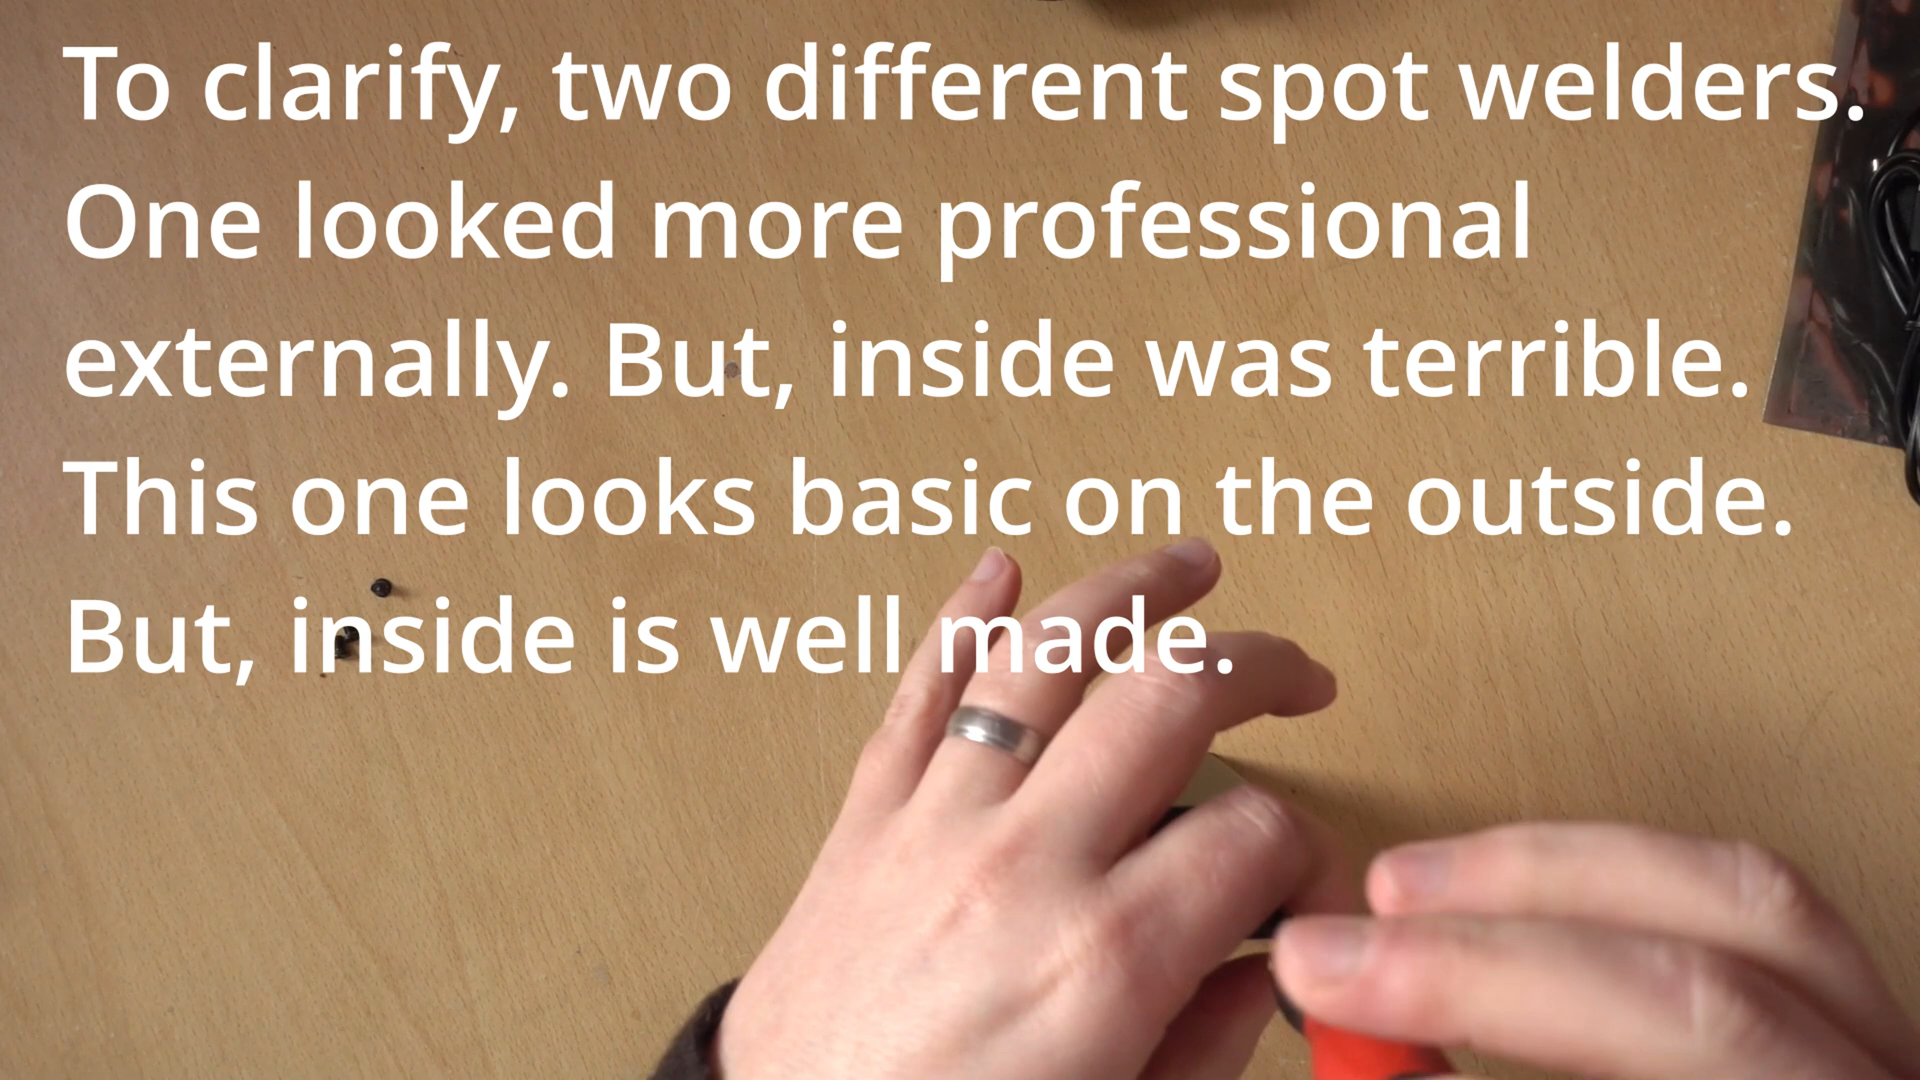 To clarify, two different spot welders.
One looked more professional
externally. But, inside was terrible.
This one looks basic on the outside.
But, inside is well made.